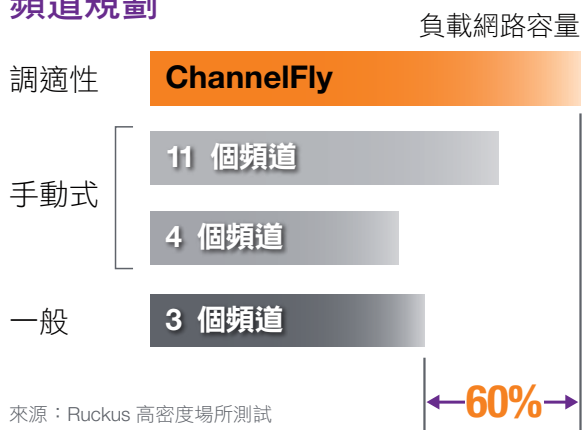 頻道規劃
負載網路容量
調適性
ChannelFly
手動式
11 個頻道
4 個頻道
一般
3 個頻道
60%
來源：Ruckus 高密度場所測試